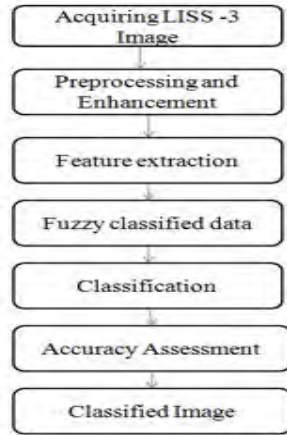 Acquiring LISS -3
Image
Preprocessing and
Enhancement
Feature extraction
Fuzzy classified data
Classification
Accuracy Assessment
Classified Image